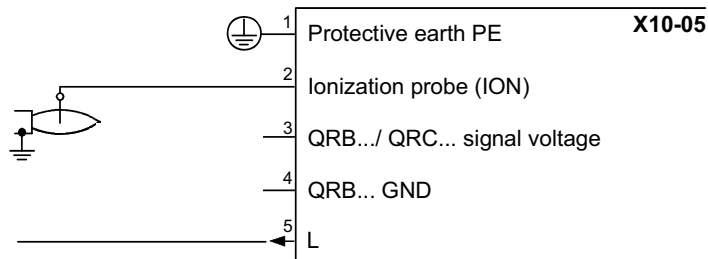 X10-05
1 Protective earth PE
2 Ionization probe (ION)
3 QRB.../ QRC... signal voltage
4 QRB... GND
5 L